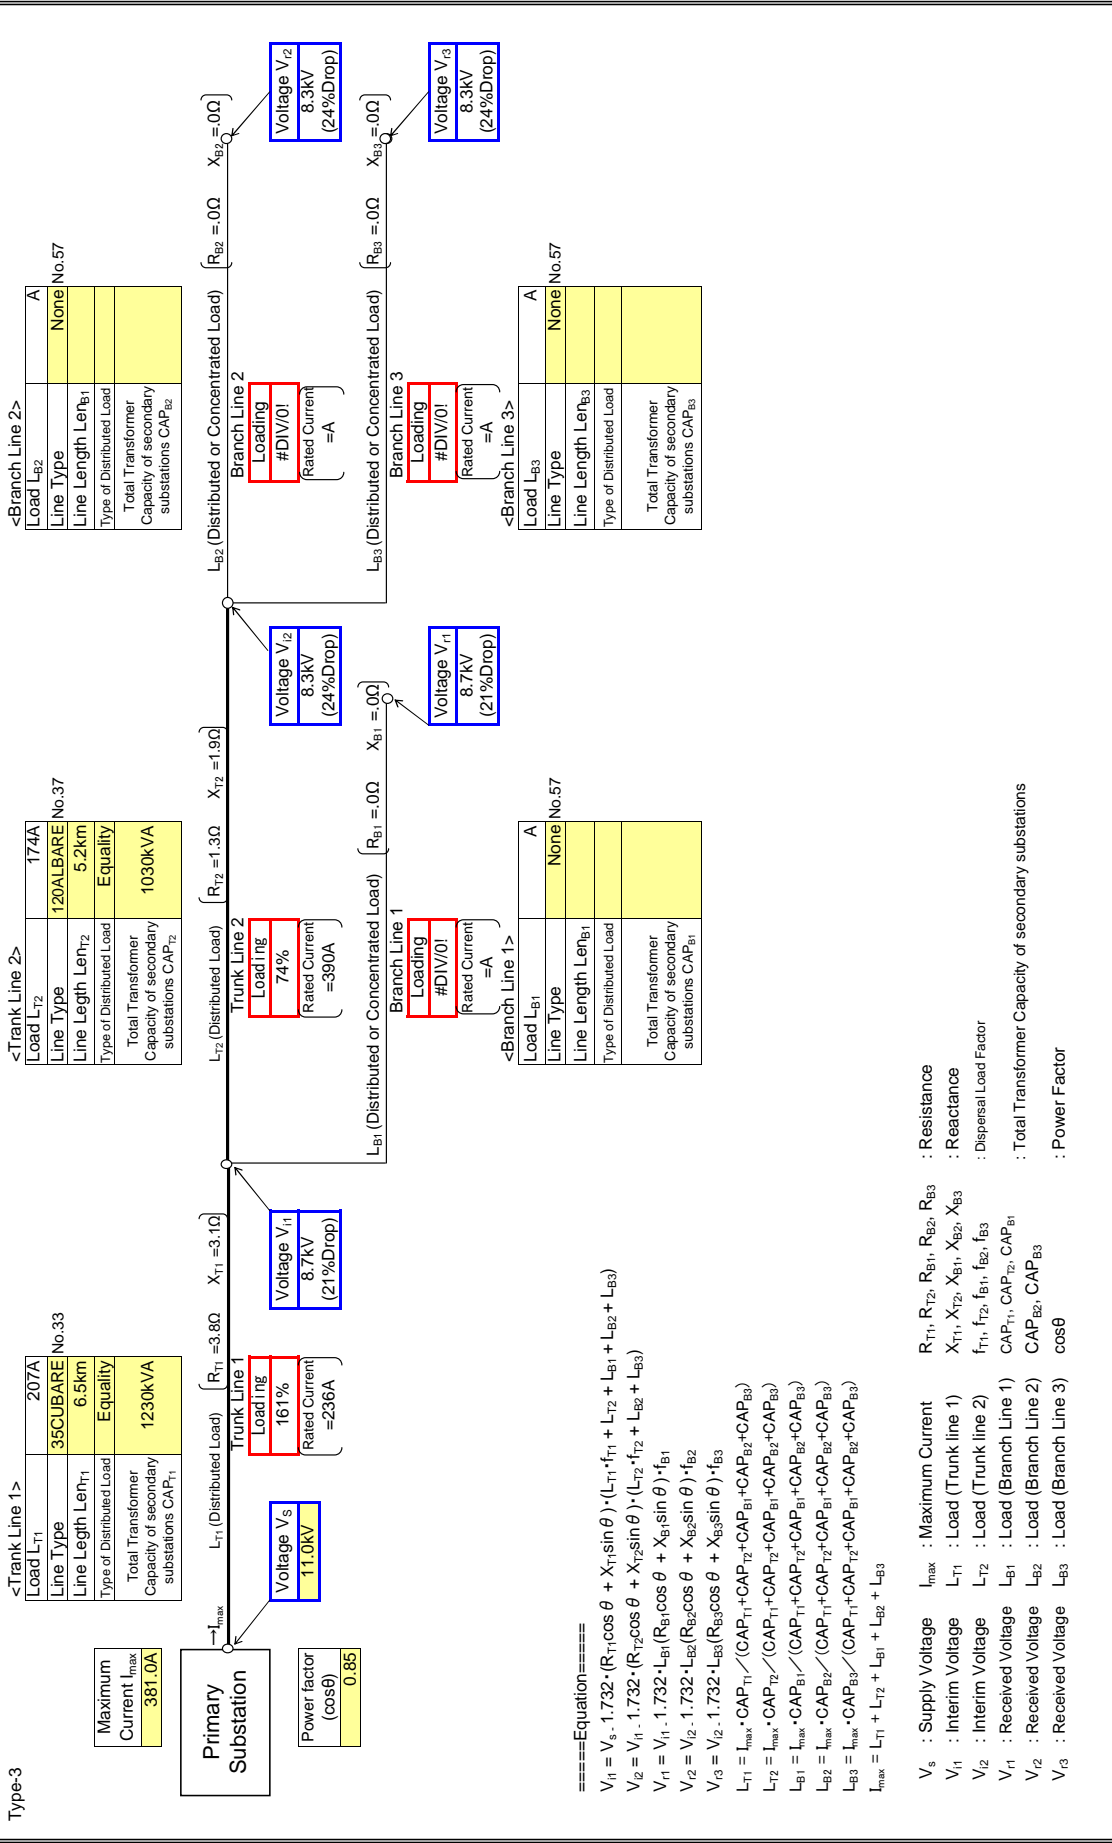 Type-3
Maximum
Current Imax
381.0A
Primary
Substation
Power factor
(cosθ)
0.85
→Imax
Voltage VS
11.0kV
<Trank Line 1>
Load LT1 207A
Line Type 35CUBARE No.33
Line Legth LenT1 6.5km
Type of Distributed Load Equality
Total Transformer
Capacity of secondary
substations CAPT1
1230kVA
LT1 (Distributed Load)
RT1 =3.8Ω XT1 =3.1Ω
Trunk Line 1
Loading
161%
Rated Current
=236A
Voltage Vi1
8.7kV
(21%Drop)
<Trank Line 2>
Load LT2 174A
Line Type 120ALBARE No.37
Line Legth LenT2 5.2km
Type of Distributed Load Equality
Total Transformer
Capacity of secondary
substations CAPT2
1030kVA
LT2 (Distributed Load)
RT2 =1.3Ω XT2 =1.9Ω
Trunk Line 2
Loading
74%
Rated Current
=390A
Voltage Vi2
8.3kV
(24%Drop)
LB1 (Distributed or Concentrated Load)
RB1 =.0Ω XB1 =.0Ω
Branch Line 1
Loading
#DIV/0!
Rated Current
=A
Voltage Vr1
8.7kV
(21%Drop)
<Branch Line 1>
Load LB1 A
Line Type None No.57
Line Length LenB1
Type of Distributed Load
Total Transformer
Capacity of secondary
substations CAPB1
<Branch Line 2>
Load LB2 A
Line Type None No.57
Line Length LenB1
Type of Distributed Load
Total Transformer
Capacity of secondary
substations CAPB2
LB2 (Distributed or Concentrated Load)
RB2 =.0Ω XB2 =.0Ω
Branch Line 2
Loading
#DIV/0!
Rated Current
=A
Voltage Vr2
8.3kV
(24%Drop)
LB3 (Distributed or Concentrated Load)
RB3 =.0Ω XB3 =.0Ω
Branch Line 3
Loading
#DIV/0!
Rated Current
=A
Voltage Vr3
8.3kV
(24%Drop)
<Branch Line 3>
Load LB3 A
Line Type None No.57
Line Length LenB3
Type of Distributed Load
Total Transformer
Capacity of secondary
substations CAPB3
=====Equation=====
Vi1 = Vs - 1.732・(RT1cosθ + XT1sinθ)・(LT1・fT1 + LT2 + LB1 + LB2 + LB3)
Vi2 = Vi1 - 1.732・(RT2cosθ + XT2sinθ)・(LT2・fT2 + LB2 + LB3)
Vr1 = Vi1 - 1.732・LB1(RB1cosθ + XB1sinθ)・fB1
Vr2 = Vi2 - 1.732・LB2(RB2cosθ + XB2sinθ)・fB2
Vr3 = Vi2 - 1.732・LB3(RB3cosθ + XB3sinθ)・fB3
LT1 = Imax・CAPT1／(CAPT1+CAPT2+CAPB1+CAPB2+CAPB3)
LT2 = Imax・CAPT2／(CAPT1+CAPT2+CAPB1+CAPB2+CAPB3)
LB1 = Imax・CAPB1／(CAPT1+CAPT2+CAPB1+CAPB2+CAPB3)
LB2 = Imax・CAPB2／(CAPT1+CAPT2+CAPB1+CAPB2+CAPB3)
LB3 = Imax・CAPB3／(CAPT1+CAPT2+CAPB1+CAPB2+CAPB3)
Imax = LT1 + LT2 + LB1 + LB2 + LB3
Vs : Supply Voltage Imax : Maximum Current RT1, RT2, RB1, RB2, RB3 : Resistance
Vi1 : Interim Voltage LT1 : Load (Trunk line 1) XT1, XT2, XB1, XB2, XB3 : Reactance
Vi2 : Interim Voltage LT2 : Load (Trunk line 2) fT1, fT2, fB1, fB2, fB3 : Dispersal Load Factor
Vr1 : Received Voltage LB1 : Load (Branch Line 1) CAPT1, CAPT2, CAPB1 : Total Transformer Capacity of secondary substations
Vr2 : Received Voltage LB2 : Load (Branch Line 2) CAPB2, CAPB3
Vr3 : Received Voltage LB3 : Load (Branch Line 3) cosθ : Power Factor